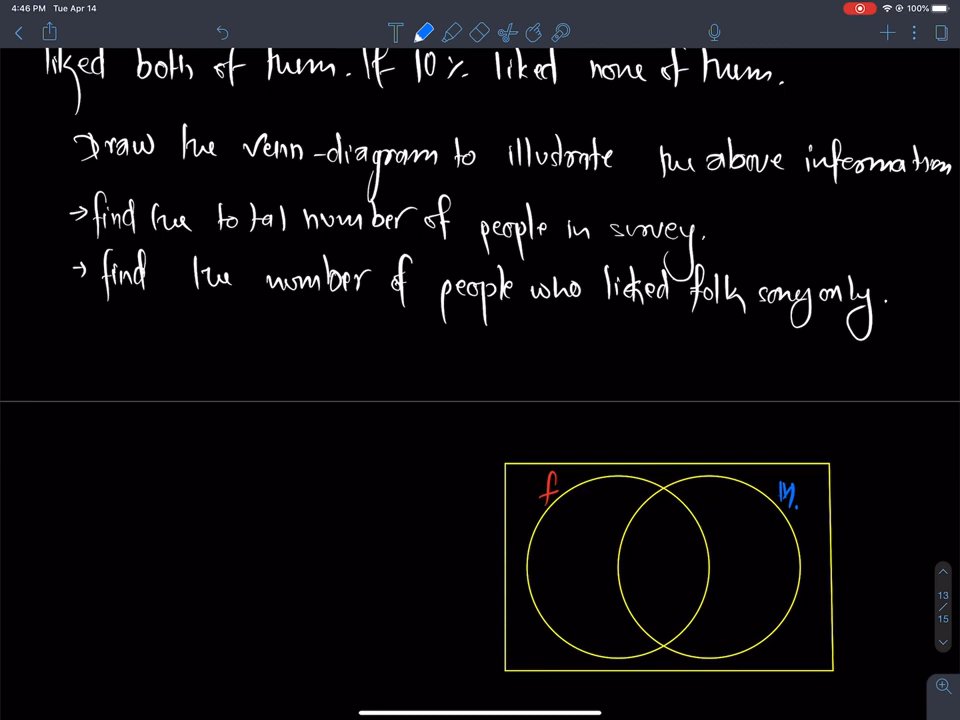 4:46 PM Tue Apr 14
100%
T
liked both of them. If 10% liked none of them.
Draw the venn-diagram to illustrate the above information
→ find the total number of people in survey.
→ find the number of people who licked folk song only.
f
M.
13
/
15